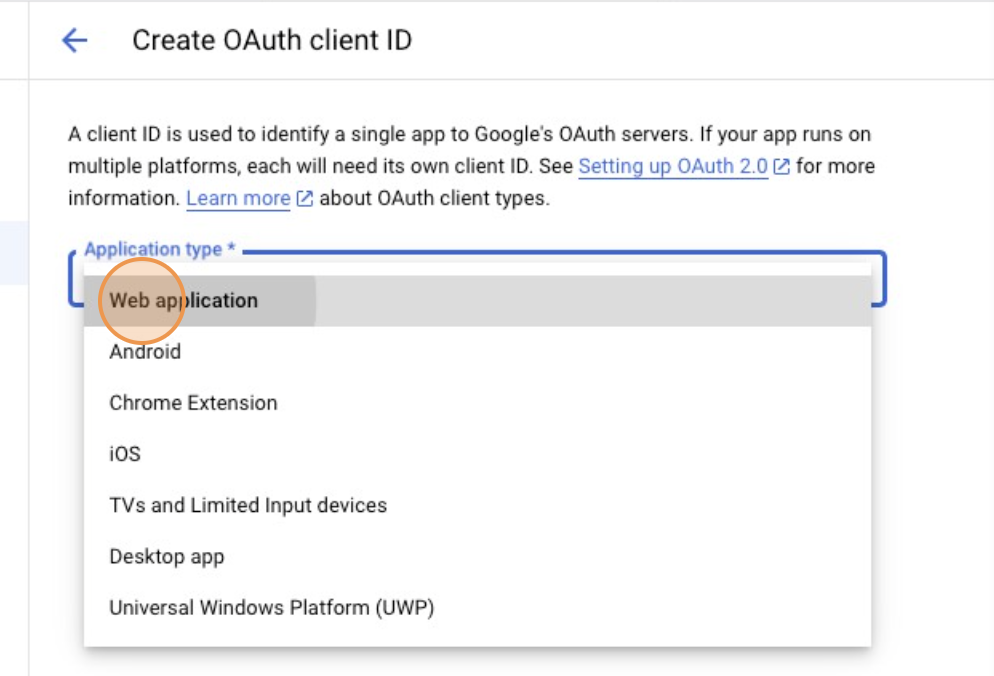 Create OAuth client ID
A client ID is used to identify a single app to Google's OAuth servers. If your app runs on
multiple platforms, each will need its own client ID. See Setting up OAuth 2.0 for more
information. Learn more about OAuth client types.
Application type *
Web application
Android
Chrome Extension
iOS
TVs and Limited Input devices
Desktop app
Universal Windows Platform (UWP)